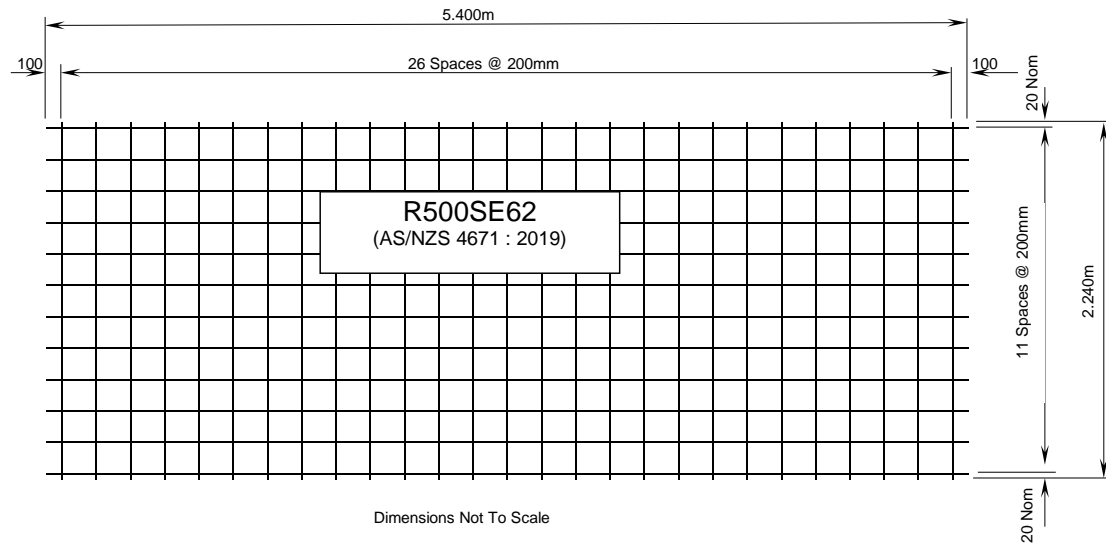 5.400m
100
26 Spaces @ 200mm
100
20 Nom
R500SE62
(AS/NZS 4671 : 2019)
11 Spaces @ 200mm
2.240m
20 Nom
Dimensions Not To Scale